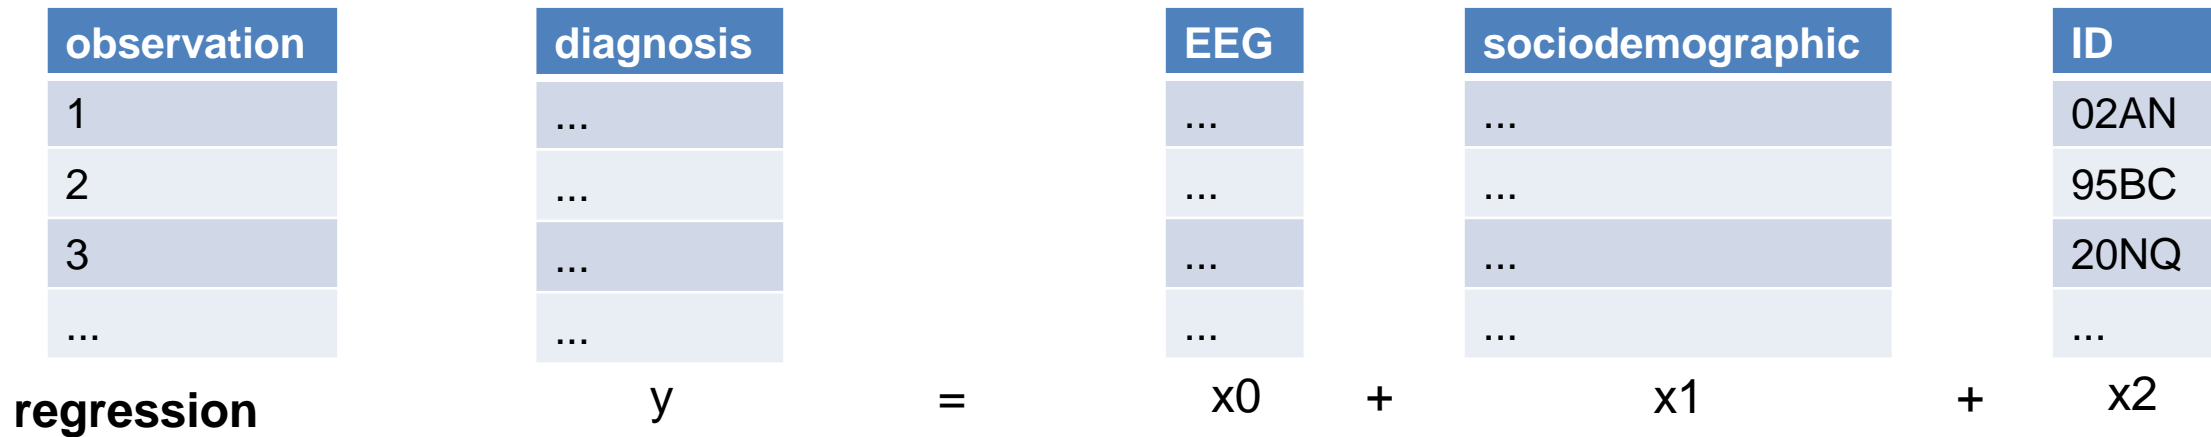 observation diagnosis EEG sociodemographic ID
1 ... ... ... 02AN
2 ... ... ... 95BC
3 ... ... ... 20NQ
... ... ... ... ...
regression y = x0 + x1 + x2